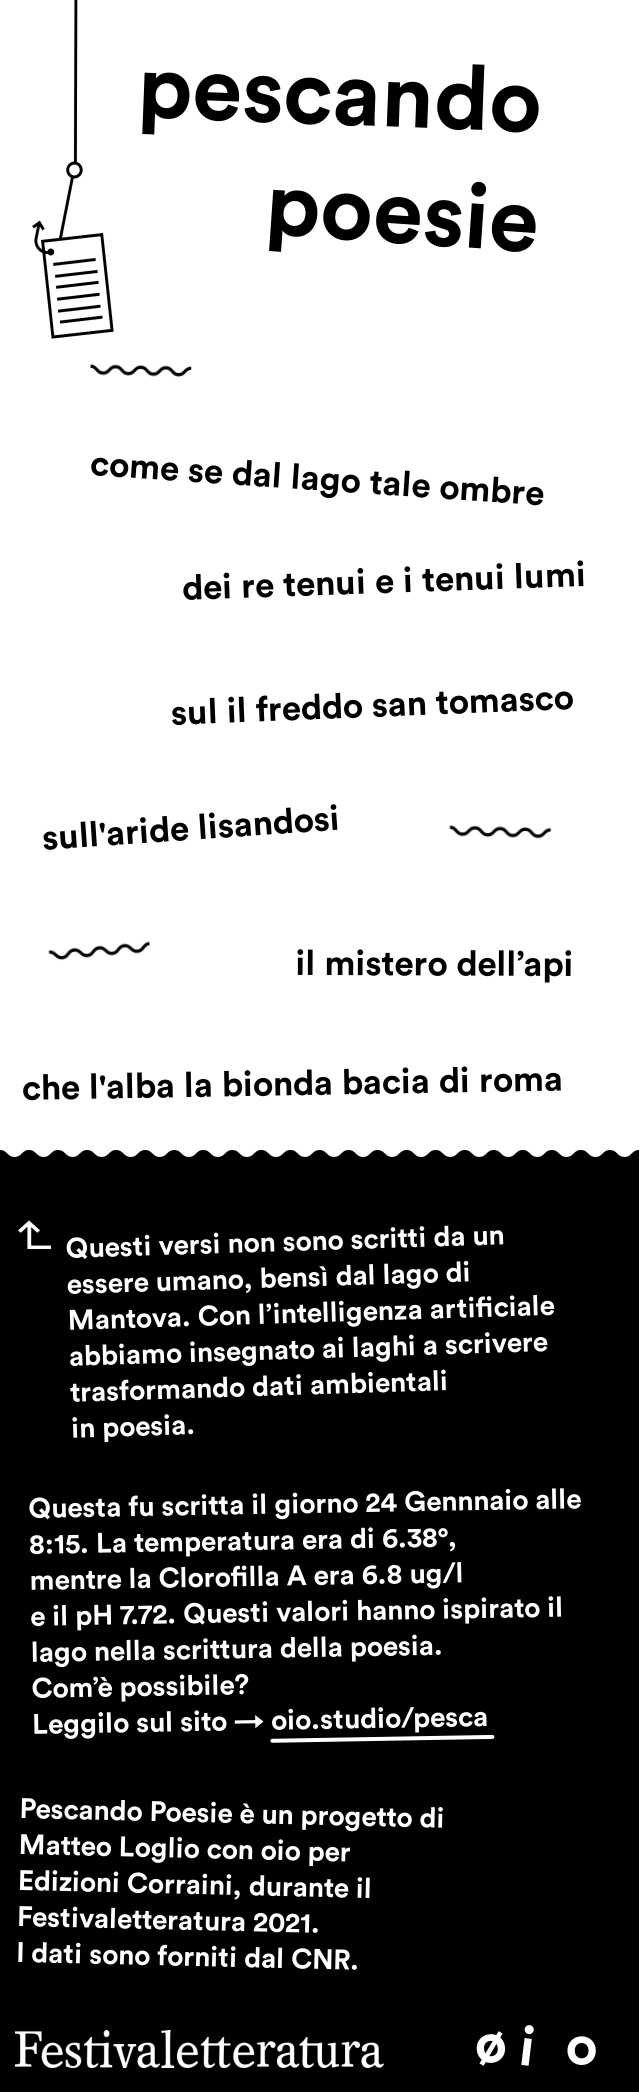 pescando
poesie
come se dal lago tale ombre
dei re tenui e i tenui lumi
sul il freddo san tomasco
sull'aride lisandosi
il mistero dell’api
che l'alba la bionda bacia di roma
Questi versi non sono scritti da un
essere umano, bensì dal lago di
Mantova. Con l’intelligenza artificiale
abbiamo insegnato ai laghi a scrivere
trasformando dati ambientali
in poesia.
Questa fu scritta il giorno 24 Gennnaio alle
8:15. La temperatura era di 6.38°,
mentre la Clorofilla A era 6.8 ug/l
e il pH 7.72. Questi valori hanno ispirato il
lago nella scrittura della poesia.
Com’è possibile?
Leggilo sul sito → oio.studio/pesca
Pescando Poesie è un progetto di
Matteo Loglio con oio per
Edizioni Corraini, durante il
Festivaletteratura 2021.
I dati sono forniti dal CNR.
Festivaletteratura øio